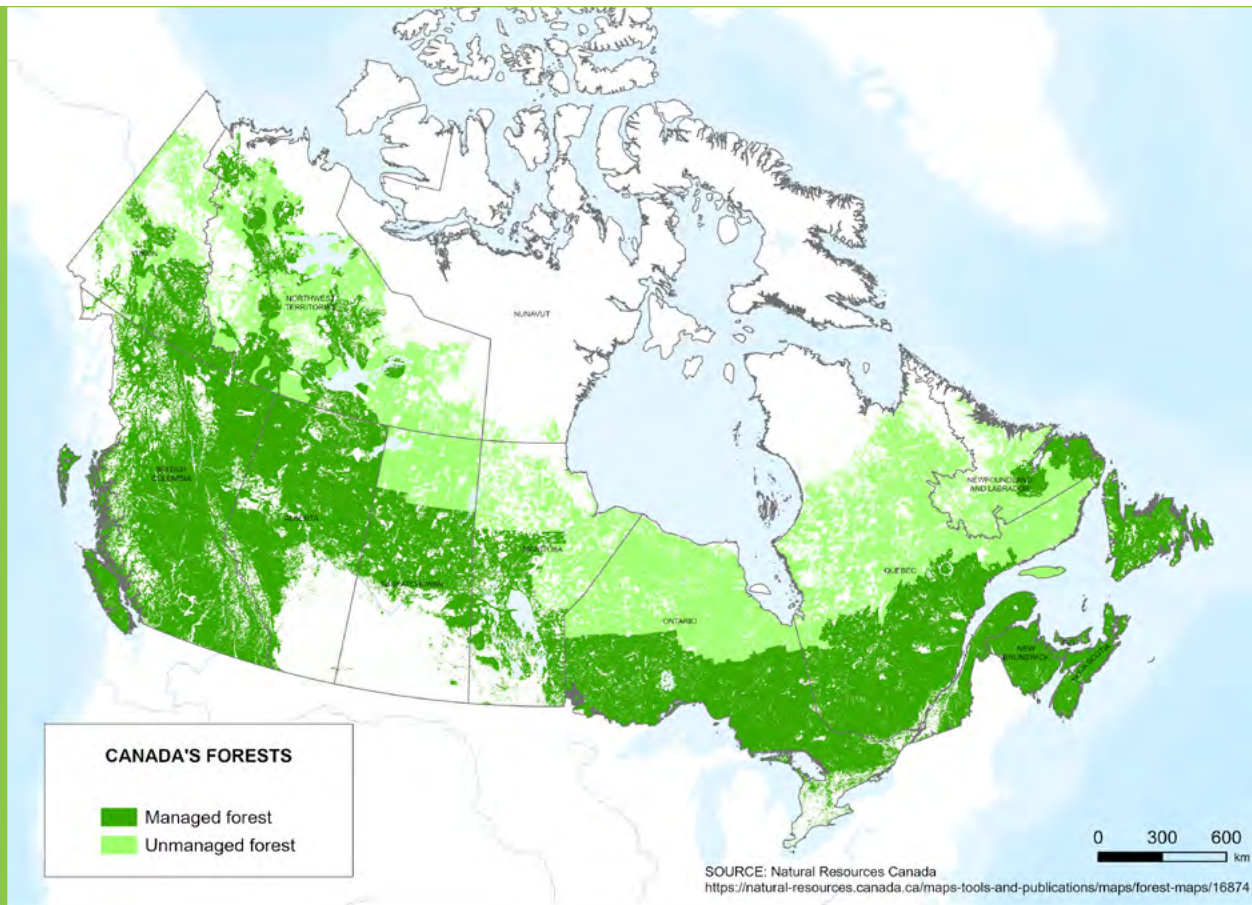 NORTHWEST
TERRITORIES
NUNAVUT
BRITISH
COLUMBIA
ALBERTA
SASKATCHEWAN
MANITOBA
ONTARIO
QUEBEC
NEWFOUNDLAND
AND LABRADOR
NEW
BRUNSWICK
NOVA SCOTIA
CANADA'S FORESTS
Managed forest
Unmanaged forest
0 300 600
km
SOURCE: Natural Resources Canada
https://natural-resources.canada.ca/maps-tools-and-publications/maps/forest-maps/16874